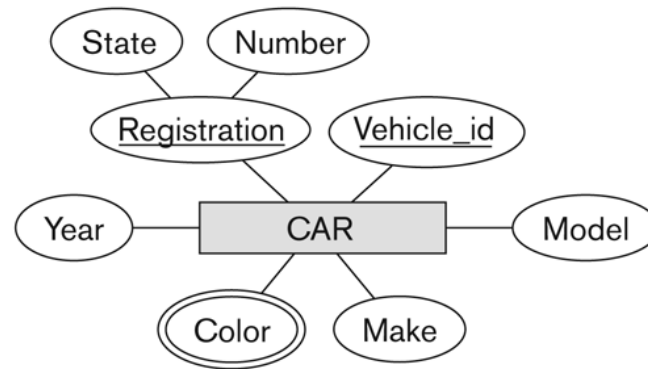 State
Number
Registration
Vehicle_id
Year
CAR
Model
Color
Make